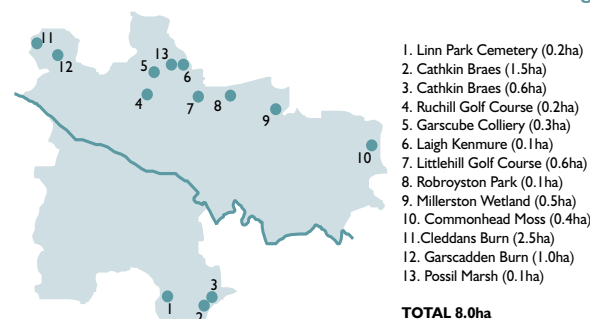 11
12
13
5
6
4
7
8
9
10
3
1
2
1. Linn Park Cemetery (0.2ha)
2. Cathkin Braes (1.5ha)
3. Cathkin Braes (0.6ha)
4. Ruchill Golf Course (0.2ha)
5. Garscube Colliery (0.3ha)
6. Laigh Kenmure (0.1ha)
7. Littlehill Golf Course (0.6ha)
8. Robroyston Park (0.1ha)
9. Millerston Wetland (0.5ha)
10. Commonhead Moss (0.4ha)
11.Cleddans Burn (2.5ha)
12. Garscadden Burn (1.0ha)
13. Possil Marsh (0.1ha)
TOTAL 8.0ha